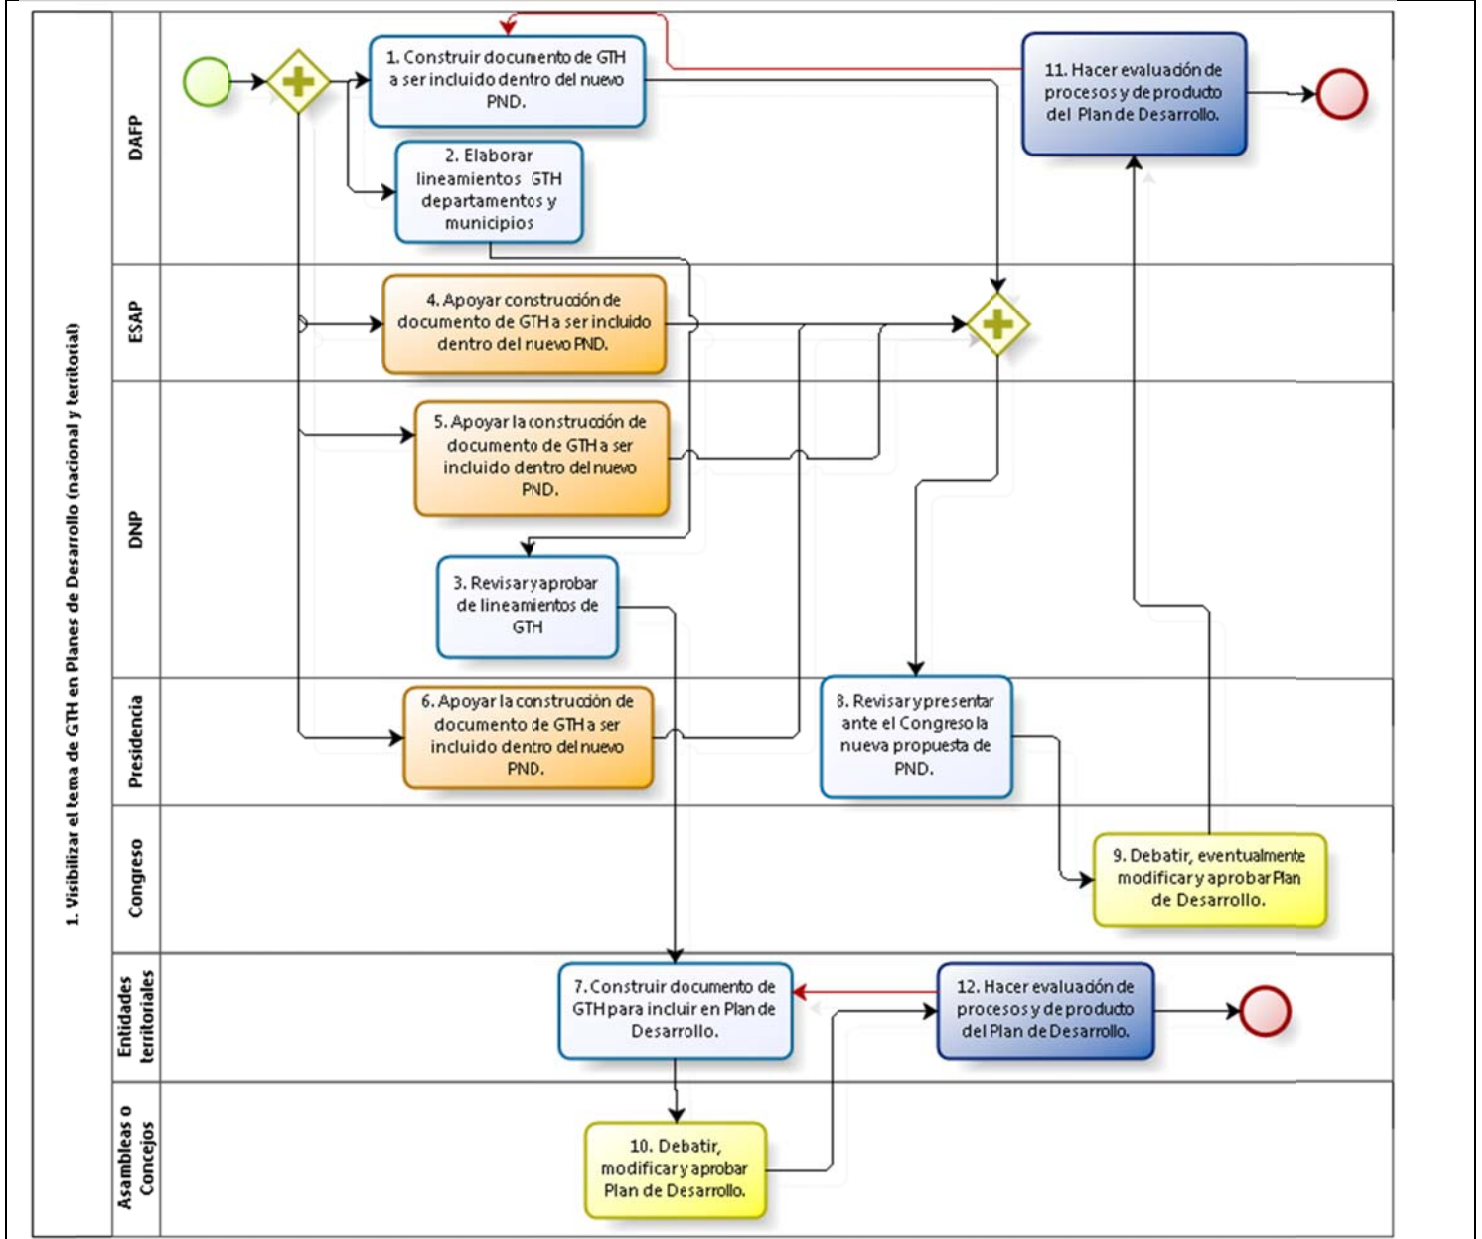 1. Visibilizar el tema de GTH en Planes de Desarrollo (nacional y territorial)
DAFP
1. Construir documento de GTH
a ser incluido dentro del nuevo
PND.
11. Hacer evaluación de
procesos y de producto
del Plan de Desarrollo.
2. Elaborar
lineamientos GTH
departamentos y
municipios
ESAP
4. Apoyar construcción de
documento de GTH a ser incluido
dentro del nuevo PND.
DNP
5. Apoyar la construcción de
documento de GTH a ser
incluido dentro del nuevo
PND.
3. Revisar y aprobar
de lineamientos de
GTH
Presidencia
6. Apoyar la construcción de
documento de GTH a ser
incluido dentro del nuevo
PND.
8. Revisar y presentar
ante el Congreso la
nueva propuesta de
PND.
Congreso
9. Debatir, eventualmente
modificar y aprobar Plan
de Desarrollo.
Entidades
territoriales
7. Construir documento de
GTH para incluir en Plan de
Desarrollo.
12. Hacer evaluación de
procesos y de producto
del Plan de Desarrollo.
Asambleas o
Concejos
10. Debatir,
modificar y aprobar
Plan de Desarrollo.